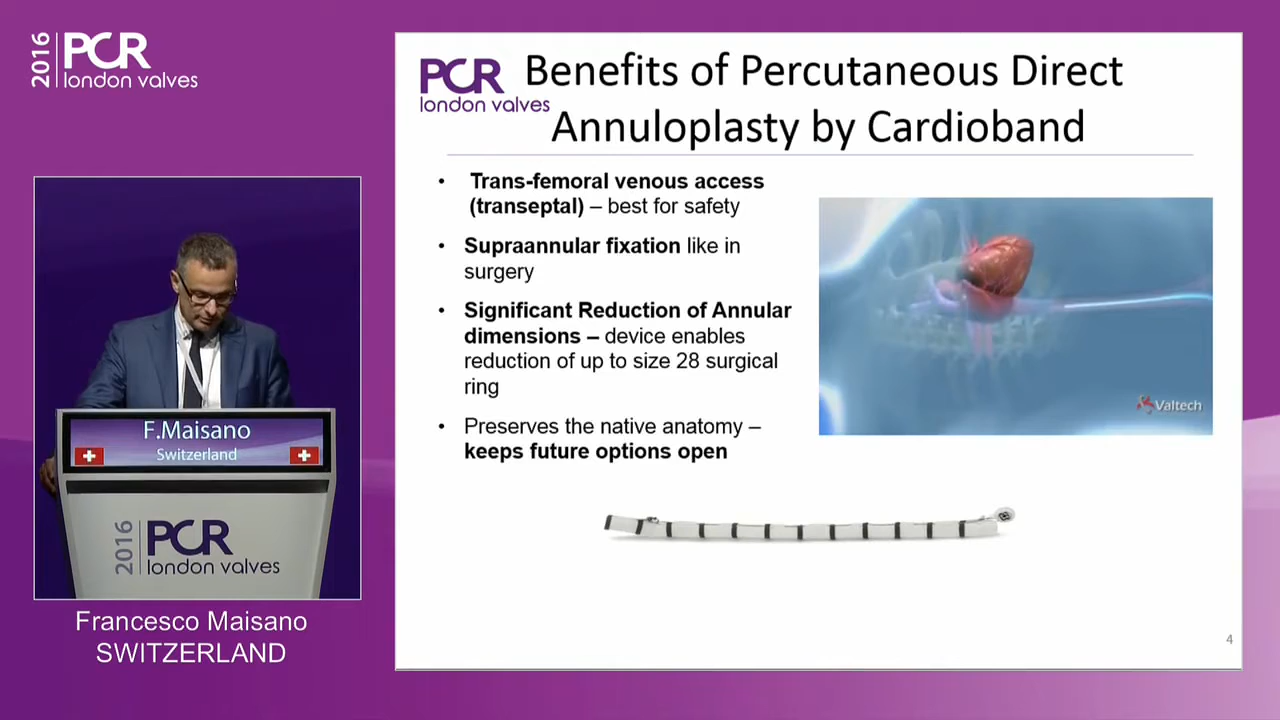 2016 PCR
london valves
PCR
london valves
Benefits of Percutaneous Direct
Annuloplasty by Cardioband
• Trans-femoral venous access
(transeptal) – best for safety
• Supraannular fixation like in
surgery
• Significant Reduction of Annular
dimensions – device enables
reduction of up to size 28 surgical
ring
• Preserves the native anatomy –
keeps future options open
Valtech
4
F.Maisano
Switzerland
2016 PCR
london valves
Francesco Maisano
SWITZERLAND